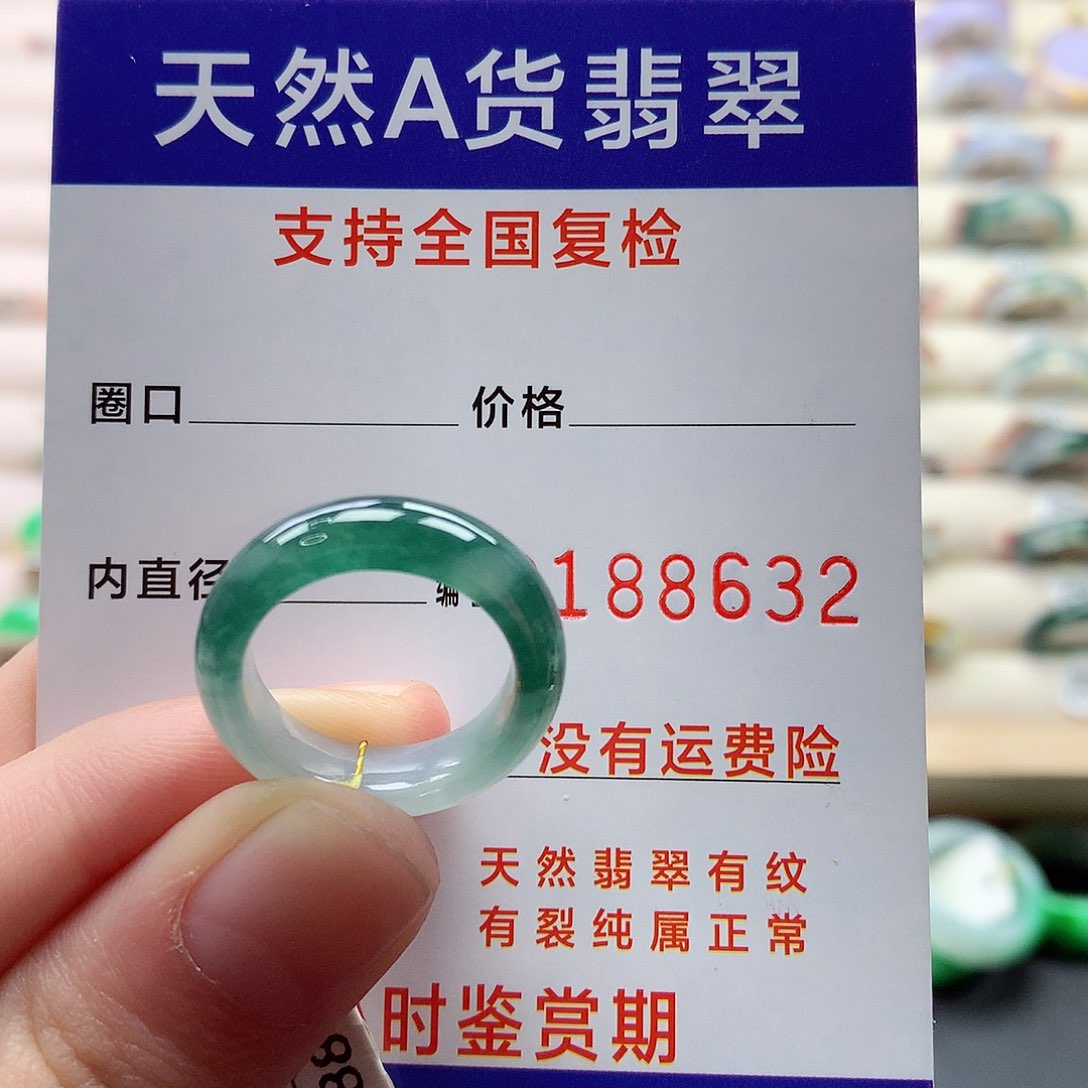 天然A货翡翠
支持全国复检
圈口 价格
内直径 188632
没有运费险
天然翡翠有纹
有裂纯属正常
时鉴赏期
88